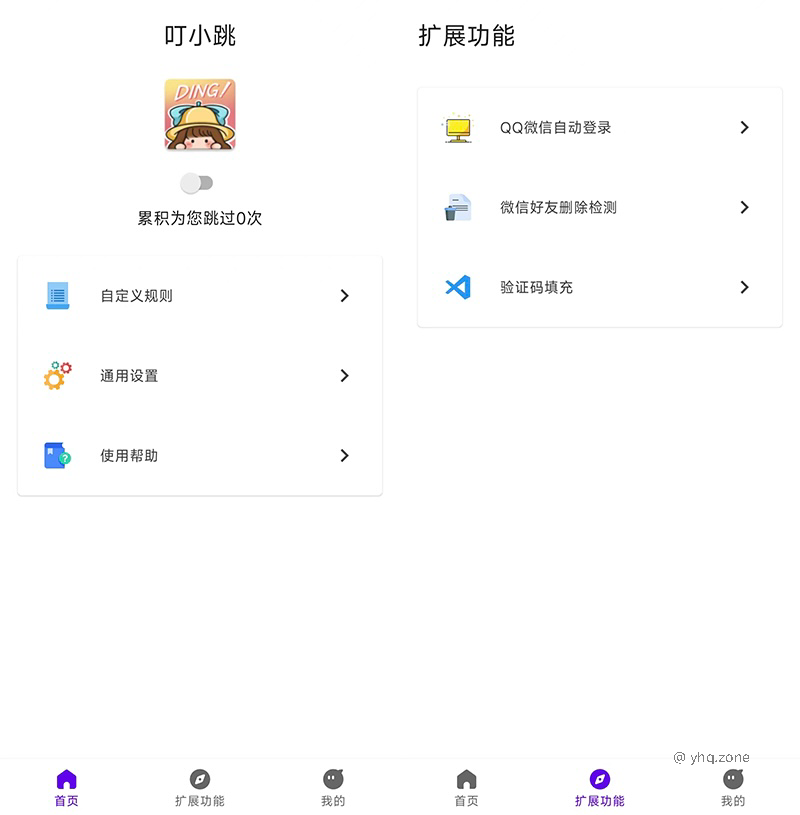 叮小跳
DING!
累积为您跳过0次
自定义规则
通用设置
使用帮助
首页
扩展功能
我的
扩展功能
QQ微信自动登录
微信好友删除检测
验证码填充
@ yhq.zone
首页
扩展功能
我的